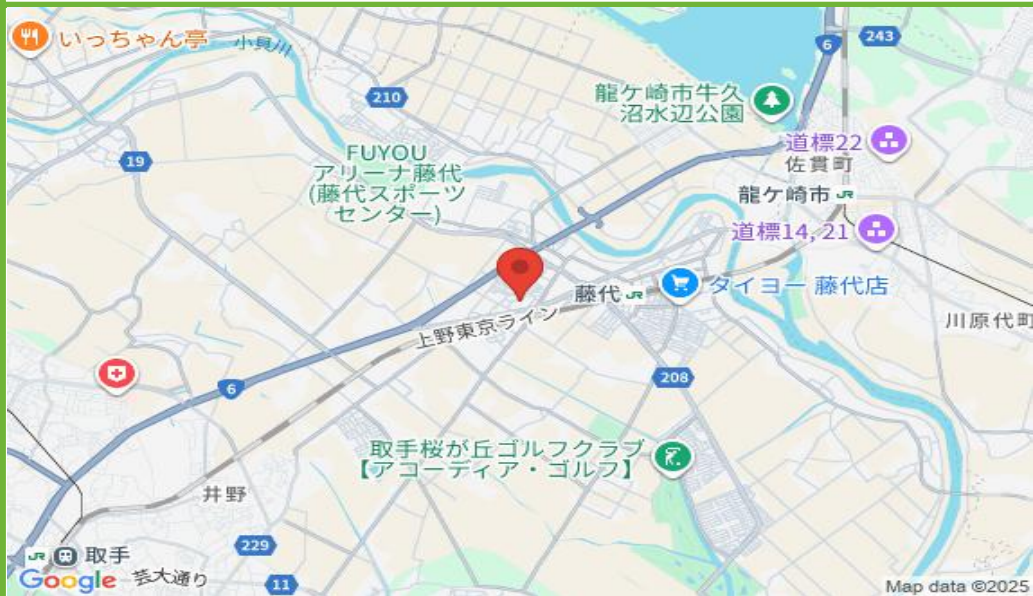 いっちゃん亭
小貝川
6
243
210
龍ケ崎市牛久
沼水辺公園
道標22
佐貫町
19
FUYOU
アリーナ藤代
(藤代スポーツ
センター)
龍ケ崎市 JR
道標14, 21
藤代 JR
タイヨー 藤代店
上野東京ライン
川原代町
6
208
取手桜が丘ゴルフクラブ
【アコーディア・ゴルフ】
井野
229
JR 取手
Google
芸大通り
11
Map data ©2025